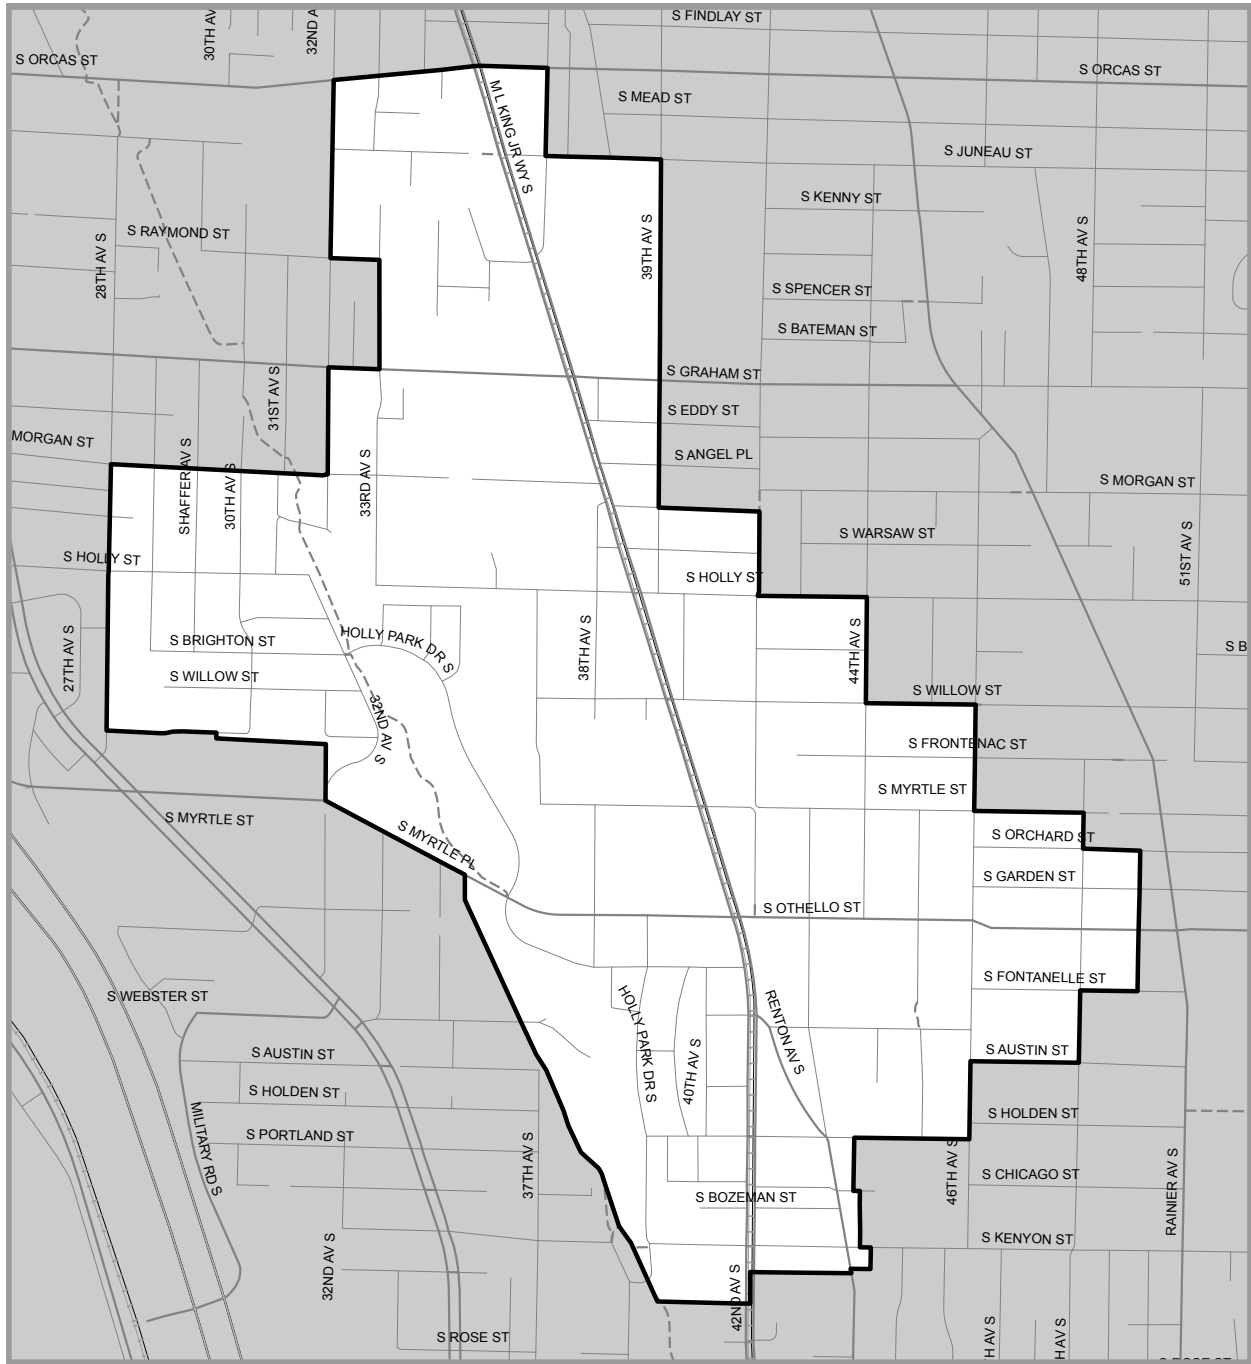 S FINDLAY ST
30TH AV
32ND A
S ORCAS ST
S ORCAS ST
M L KING JR WY S
S MEAD ST
S JUNEAU ST
S KENNY ST
S RAYMOND ST
28TH AV S
39TH AV S
48TH AV S
S SPENCER ST
S BATEMAN ST
S GRAHAM ST
31ST AV S
S EDDY ST
MORGAN ST
SHAFFER AV S
30TH AV S
33RD AV S
S ANGEL PL
S MORGAN ST
S WARSAW ST
51ST AV S
S HOLLY ST
S HOLLY ST
27TH AV S
S BRIGHTON ST
HOLLY PARK DR S
38TH AV S
44TH AV S
S B
S WILLOW ST
S WILLOW ST
32ND AV S
S FRONTENAC ST
S MYRTLE ST
S MYRTLE ST
S MYRTLE PL
S ORCHARD ST
S GARDEN ST
S OTHELLO ST
S FONTANELLE ST
S WEBSTER ST
HOLLY PARK DR S
RENTON AV S
S AUSTIN ST
S AUSTIN ST
40TH AV S
S HOLDEN ST
S HOLDEN ST
MILITARY RD S
S PORTLAND ST
37TH AV S
46TH AV S
S CHICAGO ST
RAINIER AV S
S BOZEMAN ST
S KENYON ST
32ND AV S
42ND AV S
S ROSE ST
H AV S
H AV S